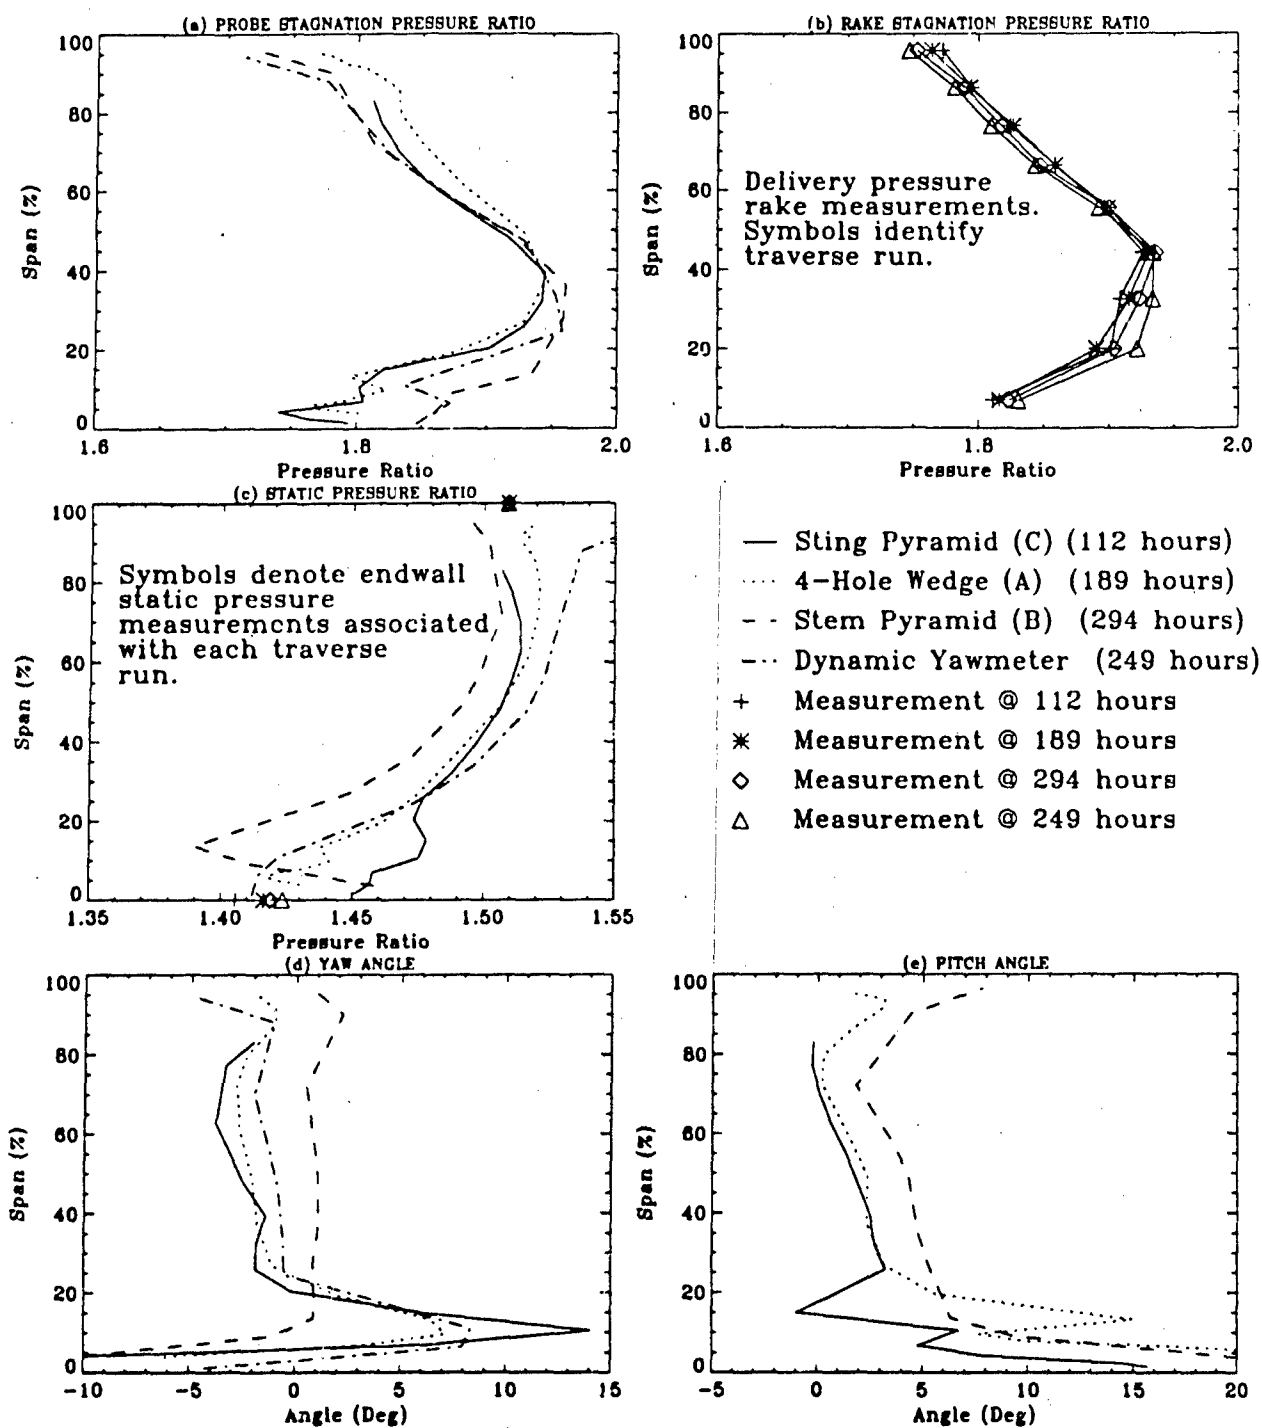 (a) PROBE STAGNATION PRESSURE RATIO
100
80
60
40
20
0
Span (%)
1.6
1.8
2.0
Pressure Ratio
(b) RAKE STAGNATION PRESSURE RATIO
100
80
60
40
20
0
Span (%)
Delivery pressure
rake measurements.
Symbols identify
traverse run.
1.6
1.8
2.0
Pressure Ratio
(c) STATIC PRESSURE RATIO
100
80
60
40
20
0
Span (%)
Symbols denote endwall
static pressure
measurements associated
with each traverse
run.
1.35
1.40
1.45
1.50
1.55
Pressure Ratio
Sting Pyramid (C) (112 hours)
4-Hole Wedge (A) (189 hours)
Stem Pyramid (B) (294 hours)
Dynamic Yawmeter (249 hours)
Measurement @ 112 hours
Measurement @ 189 hours
Measurement @ 294 hours
Measurement @ 249 hours
(d) YAW ANGLE
100
80
60
40
20
0
Span (%)
-10
-5
0
5
10
15
Angle (Deg)
(e) PITCH ANGLE
100
80
60
40
20
0
Span (%)
-5
0
5
10
15
20
Angle (Deg)